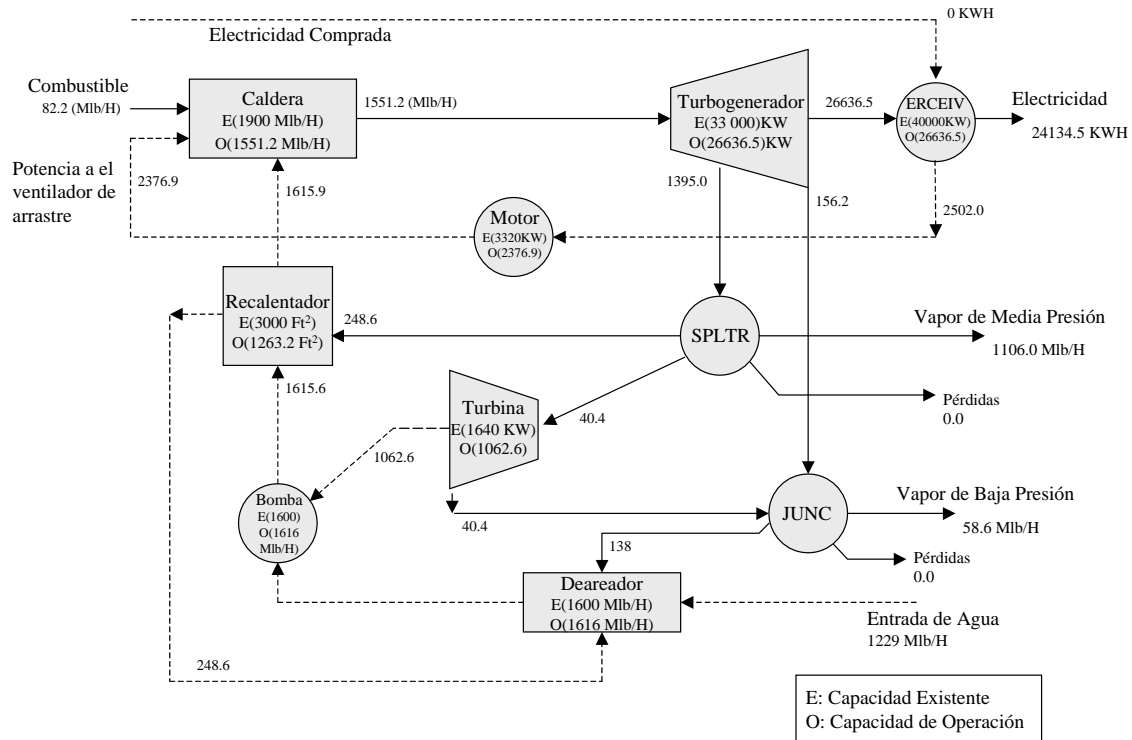 0 KWH
Electricidad Comprada
Combustible
82.2 (Mlb/H)
Caldera
E(1900 Mlb/H)
O(1551.2 Mlb/H)
1551.2 (Mlb/H)
Turbogenerador
E(33 000)KW
O(26636.5)KW
26636.5
ERCEIV
E(40000KW)
O(26636.5)
Electricidad
24134.5 KWH
Potencia a el
ventilador de
arrastre
2376.9
1615.9
1395.0
156.2
2502.0
Motor
E(3320KW)
O(2376.9)
Recalentador
E(3000 Ft²)
O(1263.2 Ft²)
248.6
SPLTR
Vapor de Media Presión
1106.0 Mlb/H
1615.6
Turbina
E(1640 KW)
O(1062.6)
40.4
Pérdidas
0.0
1062.6
Bomba
E(1600)
O(1616
Mlb/H)
40.4
JUNC
Vapor de Baja Presión
58.6 Mlb/H
138
Pérdidas
0.0
Deareador
E(1600 Mlb/H)
O(1616 Mlb/H)
Entrada de Agua
1229 Mlb/H
248.6
E: Capacidad Existente
O: Capacidad de Operación